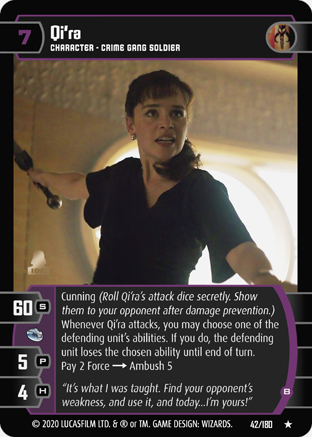 7
Qi'ra
CHARACTER • CRIME GANG SOLDIER
60 S
5 P
4 H
Cunning (Roll Qi'ra's attack dice secretly. Show
them to your opponent after damage prevention.)
Whenever Qi'ra attacks, you may choose one of the
defending unit's abilities. If you do, the defending
unit loses the chosen ability until end of turn.
Pay 2 Force → Ambush 5
"It's what I was taught. Find your opponent's
weakness, and use it, and today...I'm yours!"
B
© 2020 LUCASFILM LTD. & ® or TM. GAME DESIGN: WIZARDS.
42/180 ★